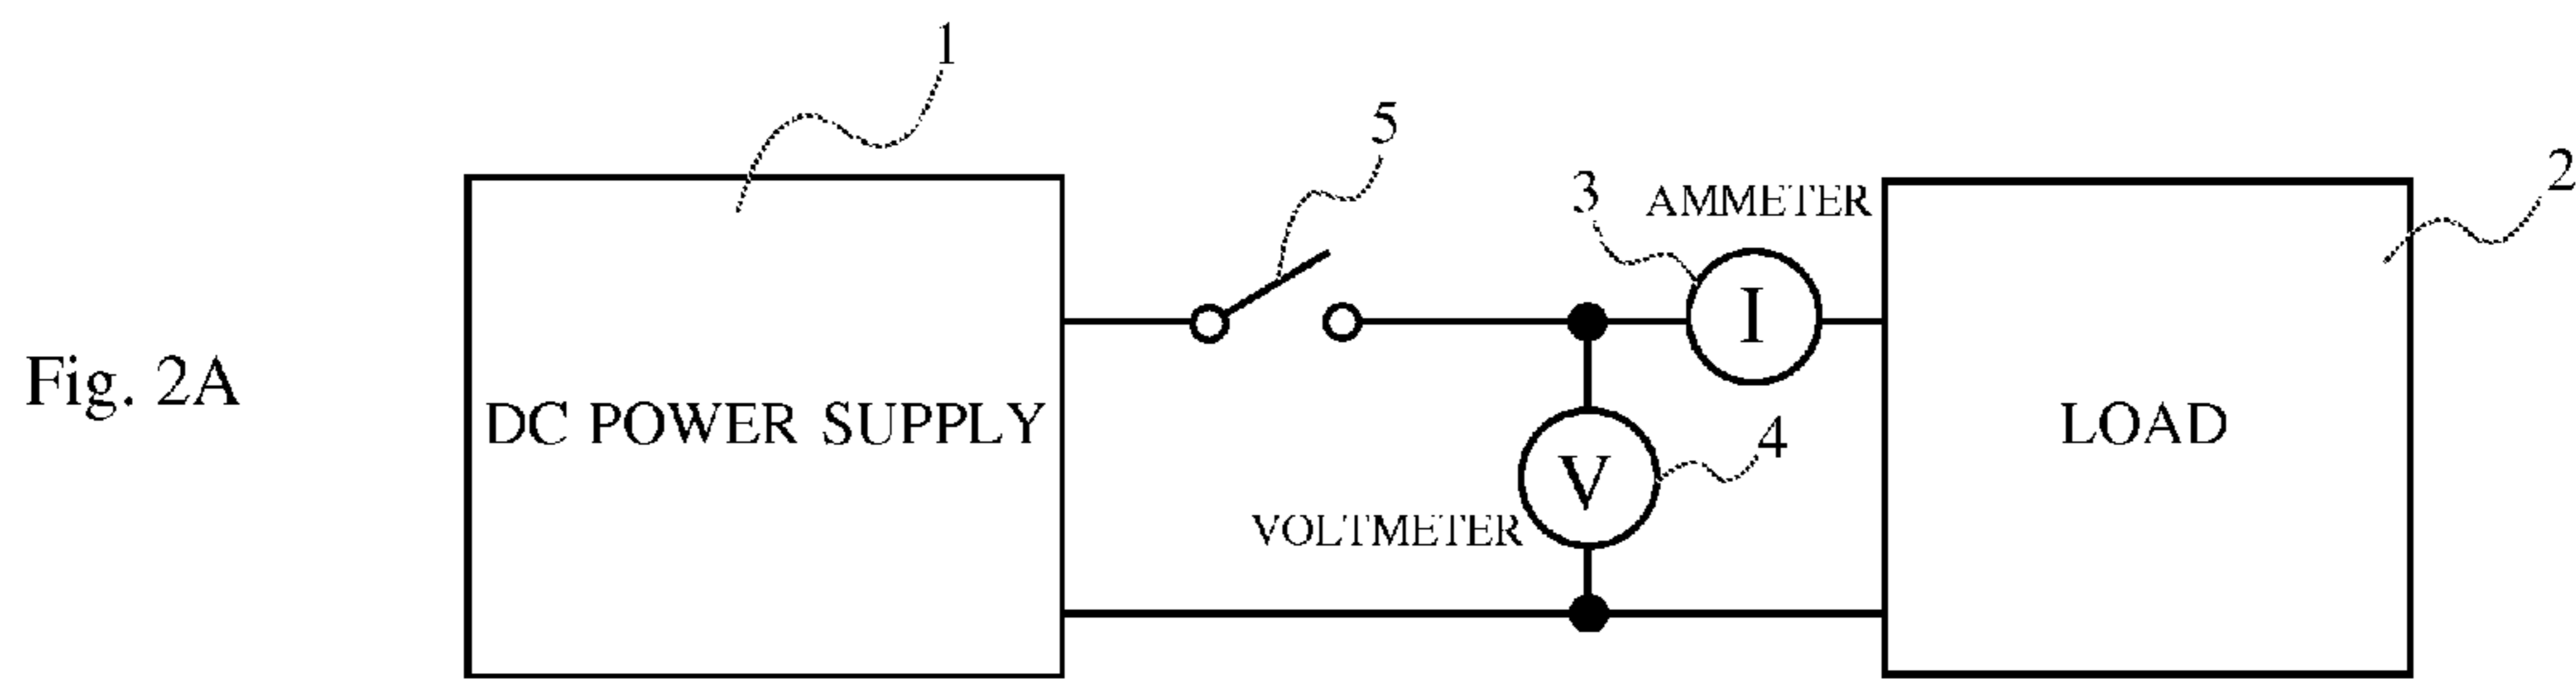 1
5
2
3
AMMETER
I
Fig. 2A
DC POWER SUPPLY
LOAD
4
V
VOLTMETER